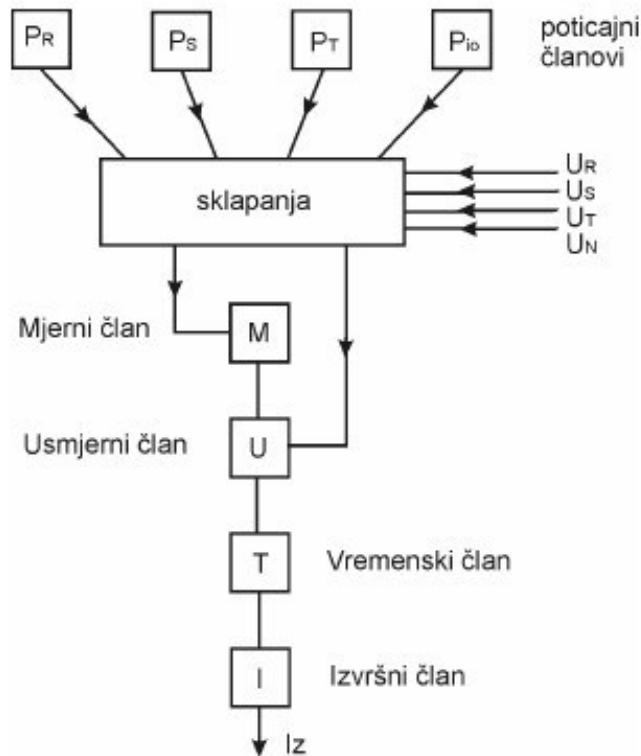 PR PS PT Pio poticajni
članovi
sklapanja
UR
US
UT
UN
Mjerni član M
Usmjerni član U
T Vremenski član
I Izvršni član
Iz